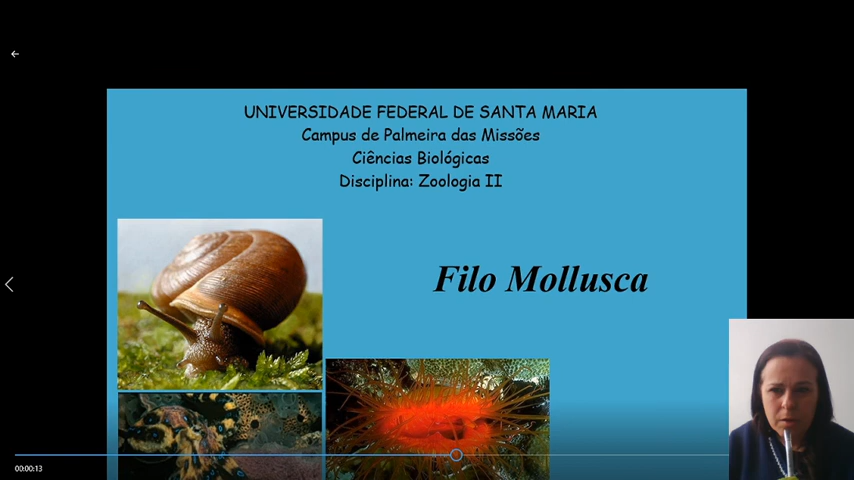 UNIVERSIDADE FEDERAL DE SANTA MARIA
Campus de Palmeira das Missões
Ciências Biológicas
Disciplina: Zoologia II
Filo Mollusca
00:00:13